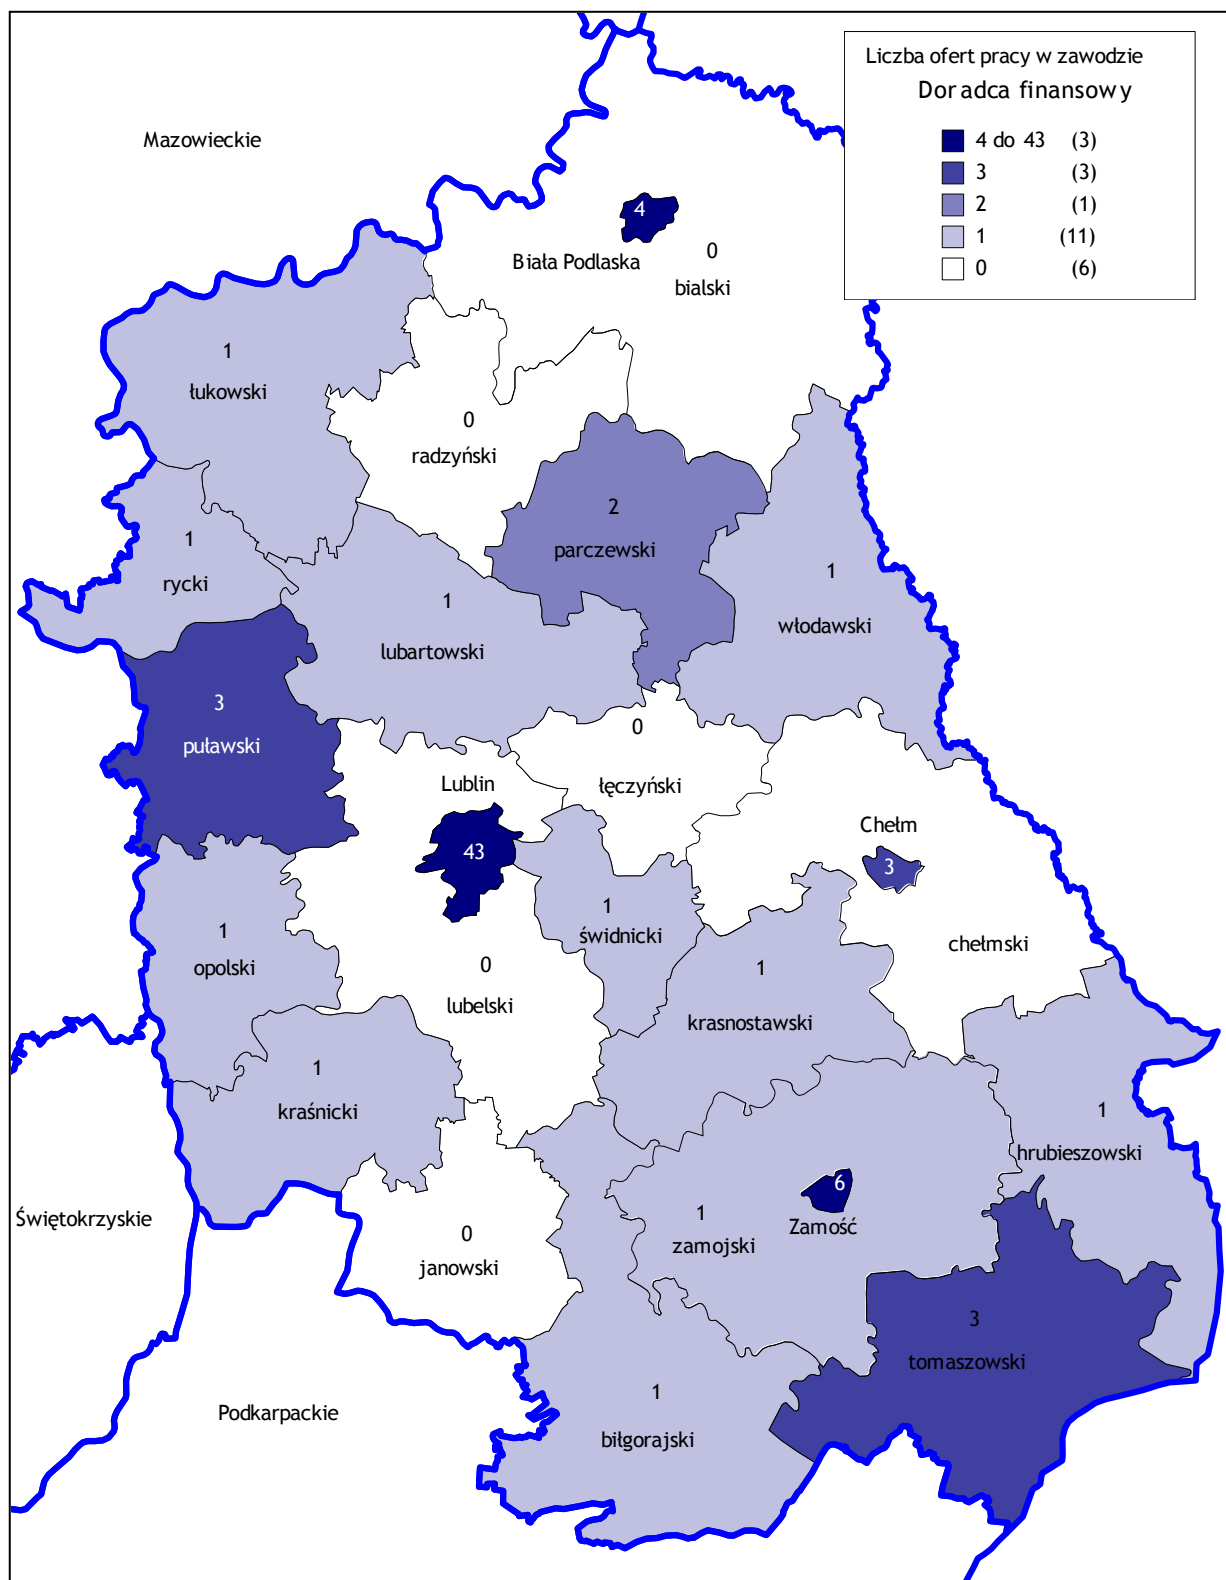 Liczba ofert pracy w zawodzie
Doradca finansowy
4 do 43 (3)
3 (3)
2 (1)
1 (11)
0 (6)
Mazowieckie
4
Biała Podlaska
0
bialski
1
łukowski
0
radzyński
2
parczewski
1
rycki
1
włodawski
1
lubartowski
3
puławski
0
łęczyński
Lublin
43
Chełm
3
1
świdnicki
1
opolski
0
lubelski
chełmski
1
krasnostawski
1
kraśnicki
1
hrubieszowski
6
Zamość
1
zamojski
Świętokrzyskie
0
janowski
3
tomaszowski
1
biłgorajski
Podkarpackie